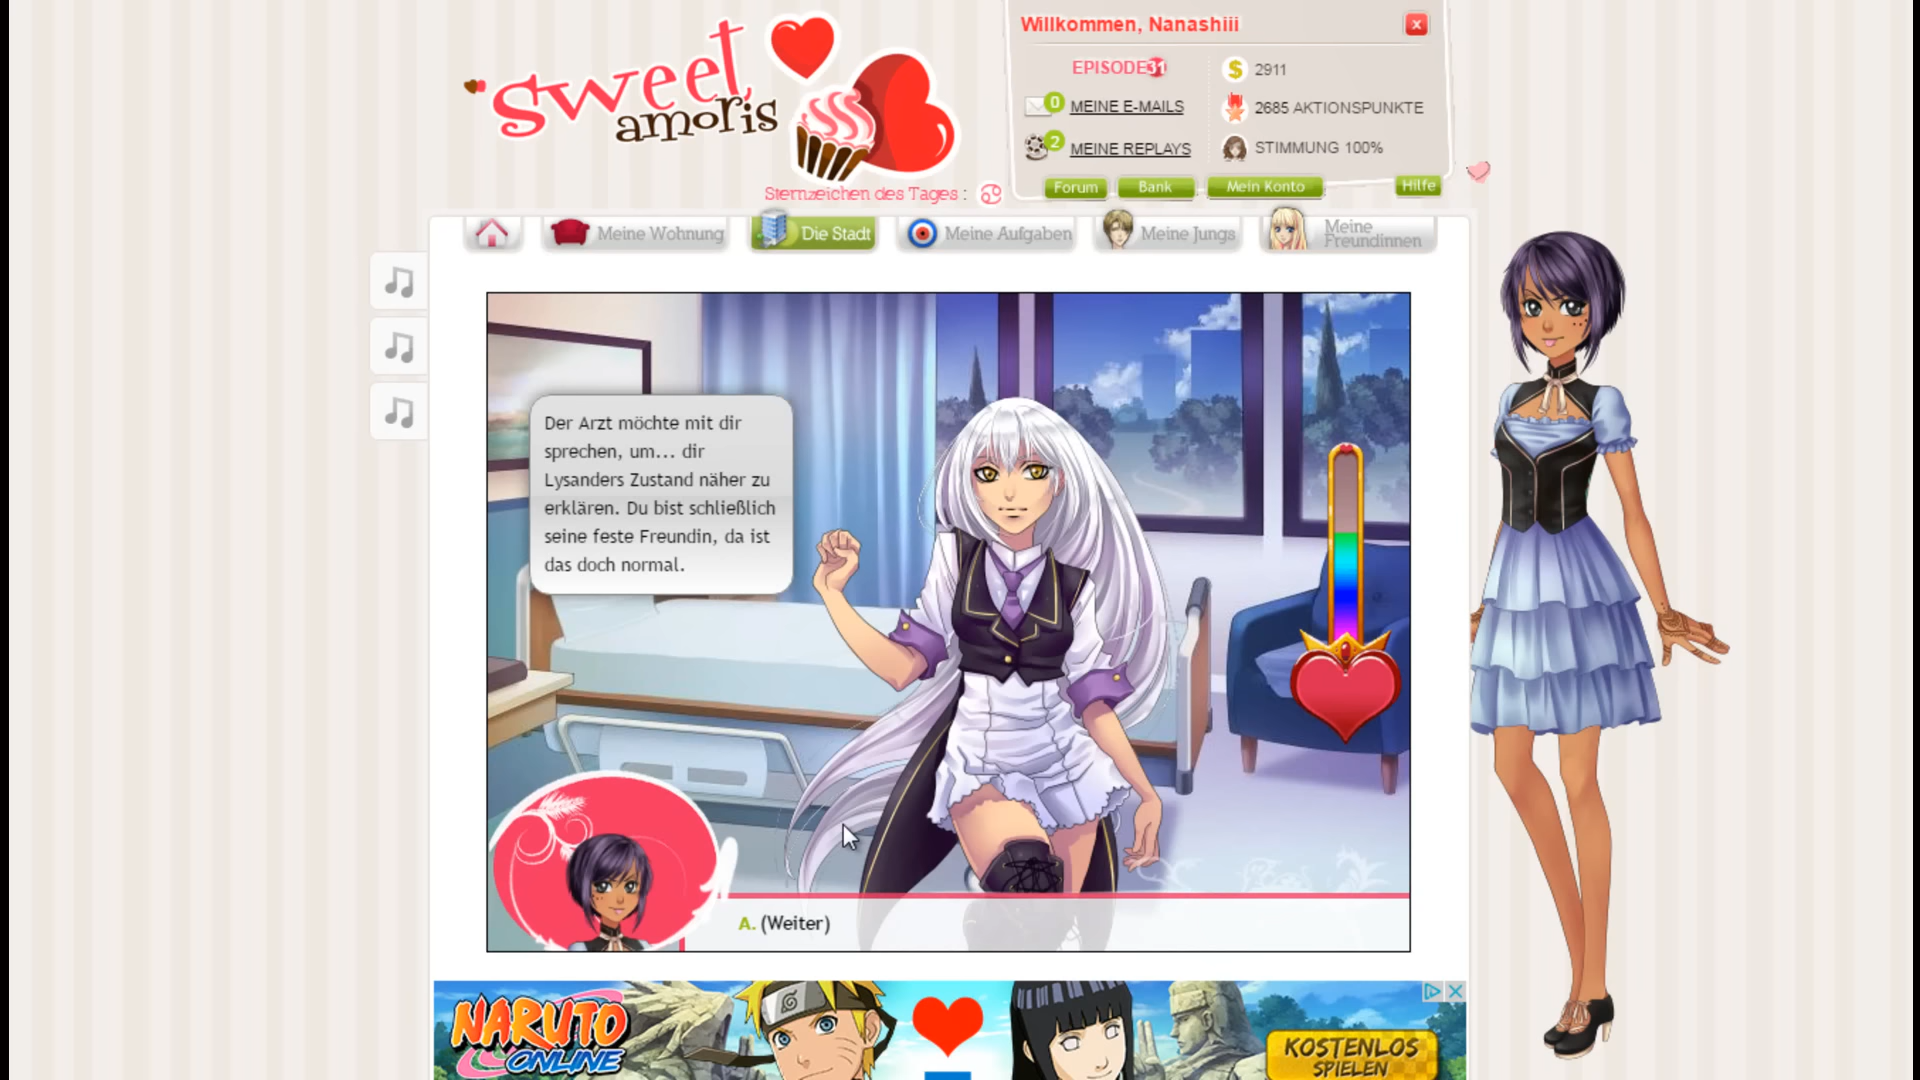 sweet
amoris
Willkommen, Nanashiii
x
EPISODE31
$ 2911
0 MEINE E-MAILS
2685 AKTIONSPUNKTE
2 MEINE REPLAYS
STIMMUNG 100%
Sternzeichen des Tages :
Forum
Bank
Mein Konto
Hilfe
Meine Wohnung
Die Stadt
Meine Aufgaben
Meine Jungs
Meine
Freundinnen
Der Arzt möchte mit dir
sprechen, um... dir
Lysanders Zustand näher zu
erklären. Du bist schließlich
seine feste Freundin, da ist
das doch normal.
A. (Weiter)
NARUTO
ONLINE
KOSTENLOS
SPIELEN